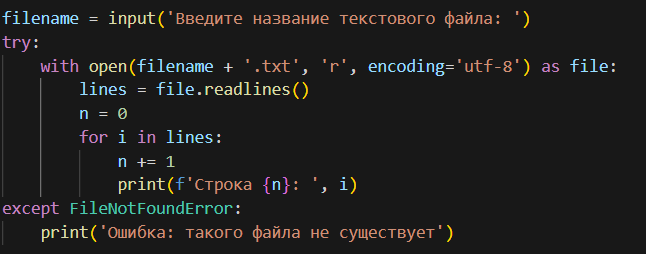 filename = input('Введите название текстового файла: ')
try:
    with open(filename + '.txt', 'r', encoding='utf-8') as file:
        lines = file.readlines()
        n = 0
        for i in lines:
            n += 1
            print(f'Строка {n}: ', i)
except FileNotFoundError:
    print('Ошибка: такого файла не существует')